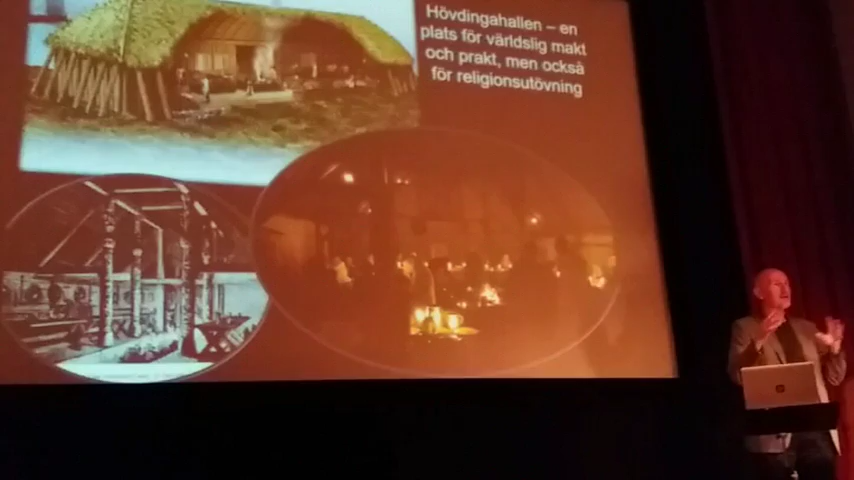 Hövdingahallen – en
plats för världslig makt
och prakt, men också
för religionsutövning